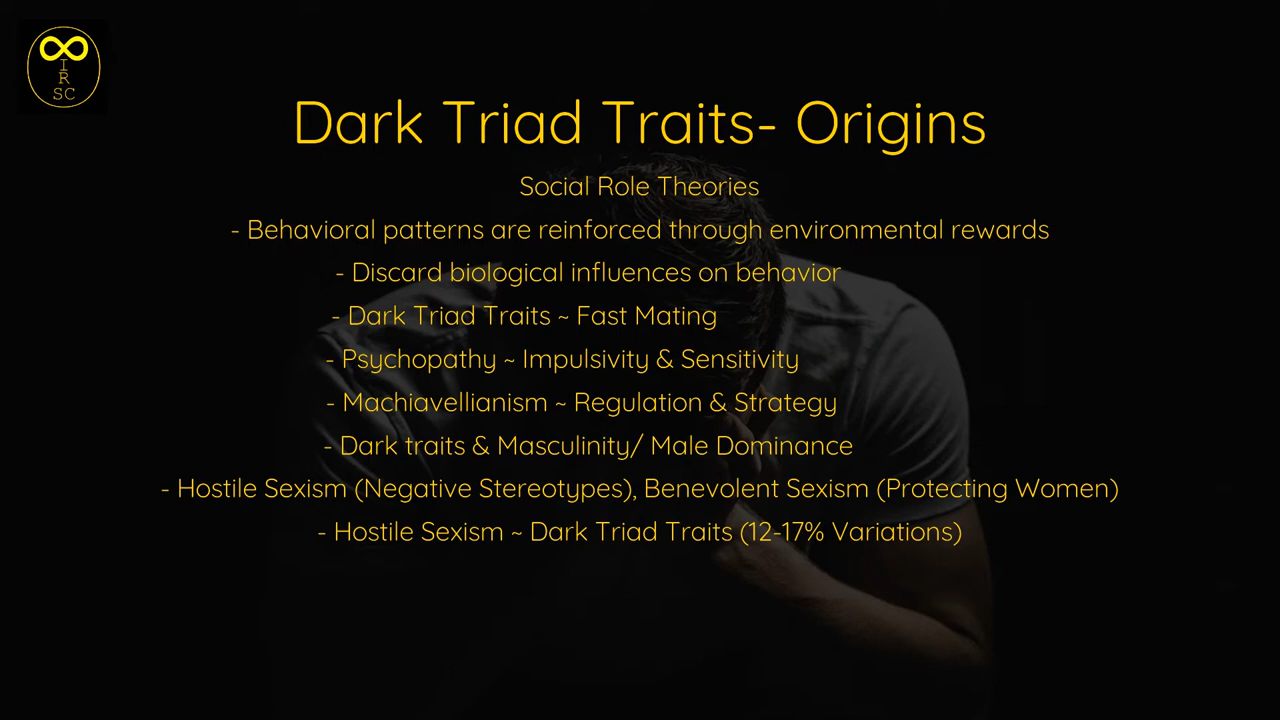 ∞
I
R
SC
Dark Triad Traits- Origins
Social Role Theories
- Behavioral patterns are reinforced through environmental rewards
- Discard biological influences on behavior
- Dark Triad Traits ~ Fast Mating
- Psychopathy ~ Impulsivity & Sensitivity
- Machiavellianism ~ Regulation & Strategy
- Dark traits & Masculinity/ Male Dominance
- Hostile Sexism (Negative Stereotypes), Benevolent Sexism (Protecting Women)
- Hostile Sexism ~ Dark Triad Traits (12-17% Variations)